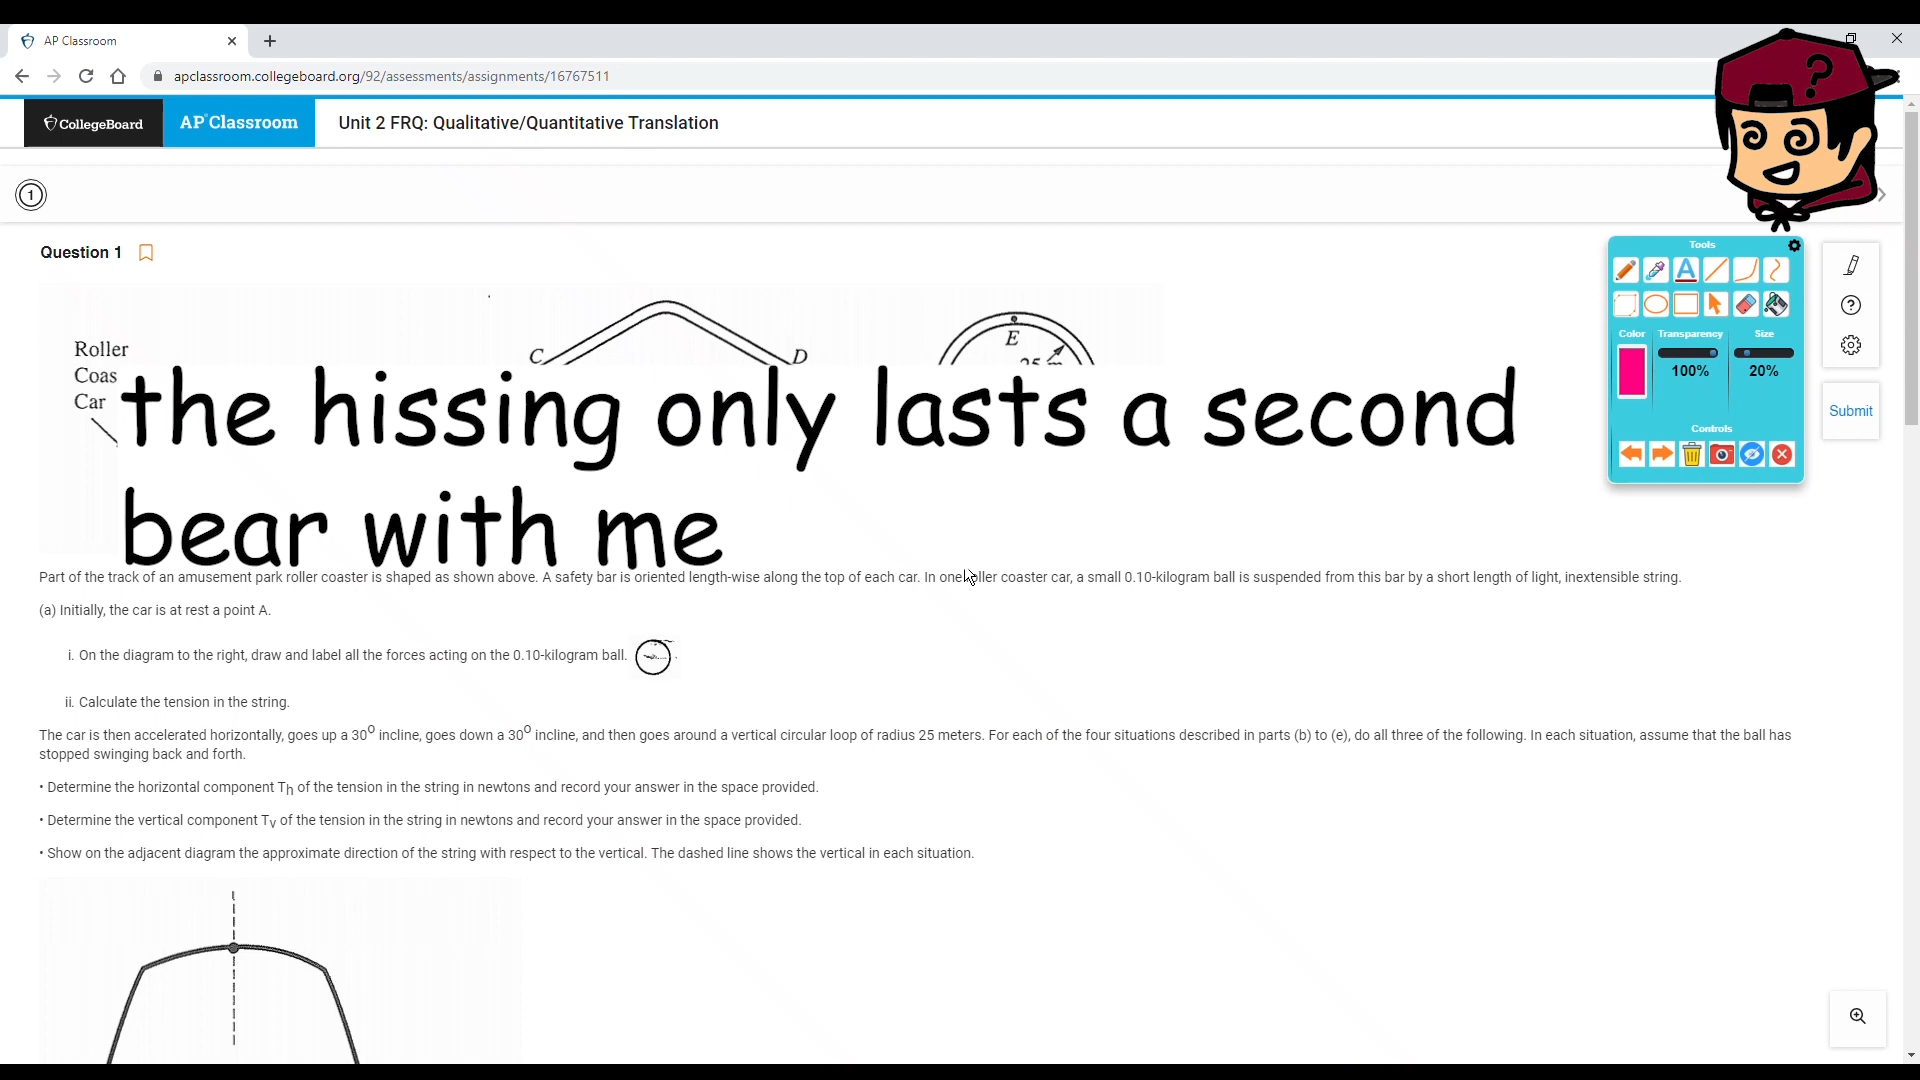 AP Classroom
apclassroom.collegeboard.org/92/assessments/assignments/16767511
CollegeBoard
AP Classroom
Unit 2 FRQ: Qualitative/Quantitative Translation
?
1
Question 1
Tools
Color Transparency Size
100% 20%
Controls
Submit
Roller
Coas
Car
C
D
E
the hissing only lasts a second
bear with me
Part of the track of an amusement park roller coaster is shaped as shown above. A safety bar is oriented length-wise along the top of each car. In one roller coaster car, a small 0.10-kilogram ball is suspended from this bar by a short length of light, inextensible string.
(a) Initially, the car is at rest a point A.
i. On the diagram to the right, draw and label all the forces acting on the 0.10-kilogram ball.
ii. Calculate the tension in the string.
The car is then accelerated horizontally, goes up a 30⁰ incline, goes down a 30⁰ incline, and then goes around a vertical circular loop of radius 25 meters. For each of the four situations described in parts (b) to (e), do all three of the following. In each situation, assume that the ball has
stopped swinging back and forth.
• Determine the horizontal component Th of the tension in the string in newtons and record your answer in the space provided.
• Determine the vertical component Tv of the tension in the string in newtons and record your answer in the space provided.
• Show on the adjacent diagram the approximate direction of the string with respect to the vertical. The dashed line shows the vertical in each situation.